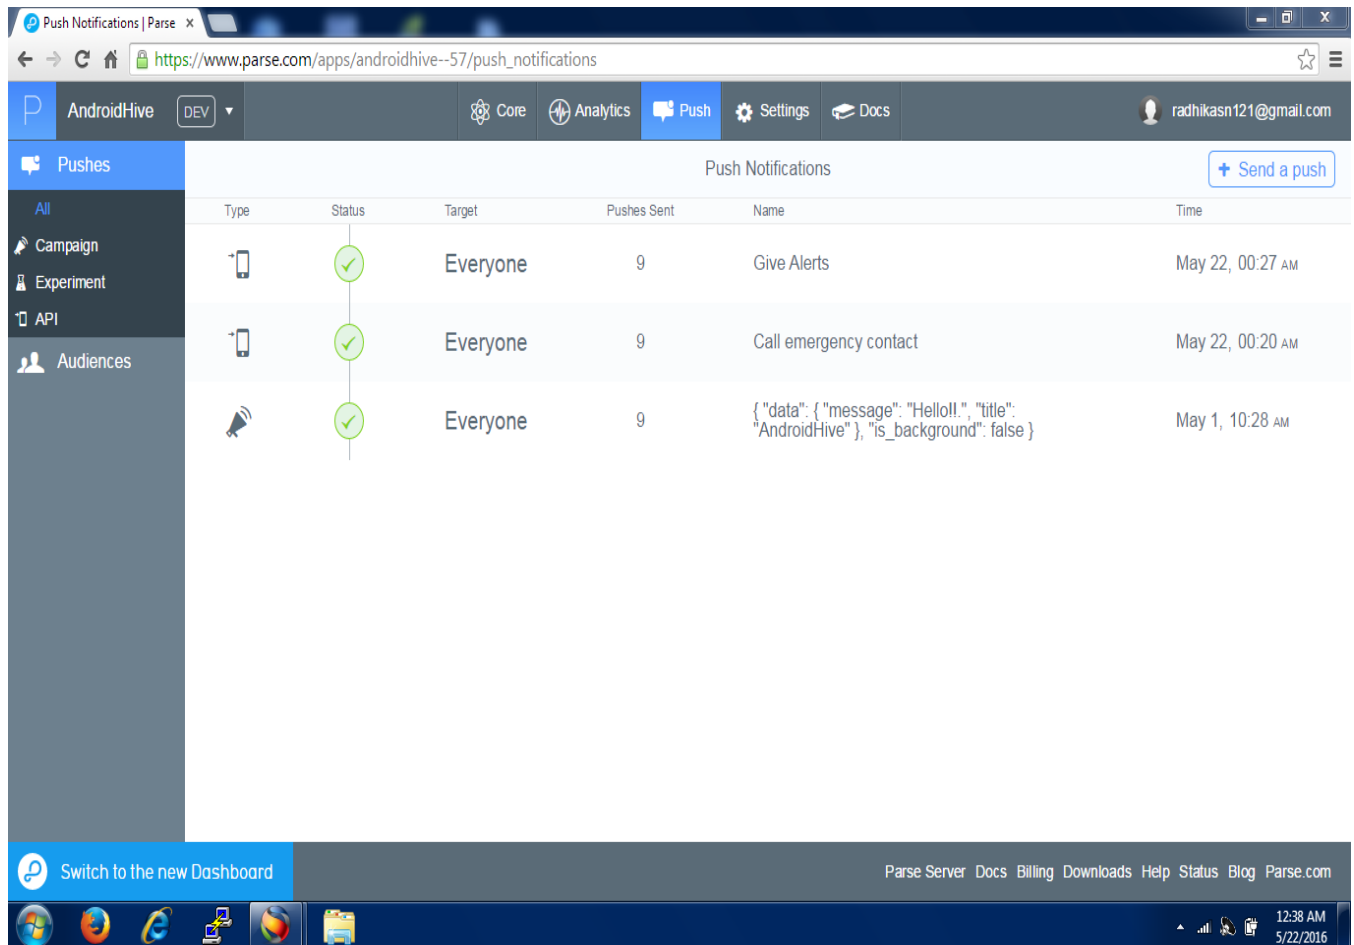 Push Notifications | Parse x
https://www.parse.com/apps/androidhive--57/push_notifications
P AndroidHive DEV Core Analytics Push Settings Docs radhikasn121@gmail.com
Pushes
Push Notifications
+ Send a push
All
Campaign
Experiment
API
Audiences
Type Status Target Pushes Sent Name Time
Everyone 9 Give Alerts May 22, 00:27 AM
Everyone 9 Call emergency contact May 22, 00:20 AM
Everyone 9 { "data": { "message": "Hello!!.", "title":
"AndroidHive" }, "is_background": false } May 1, 10:28 AM
Switch to the new Dashboard
Parse Server Docs Billing Downloads Help Status Blog Parse.com
12:38 AM
5/22/2016